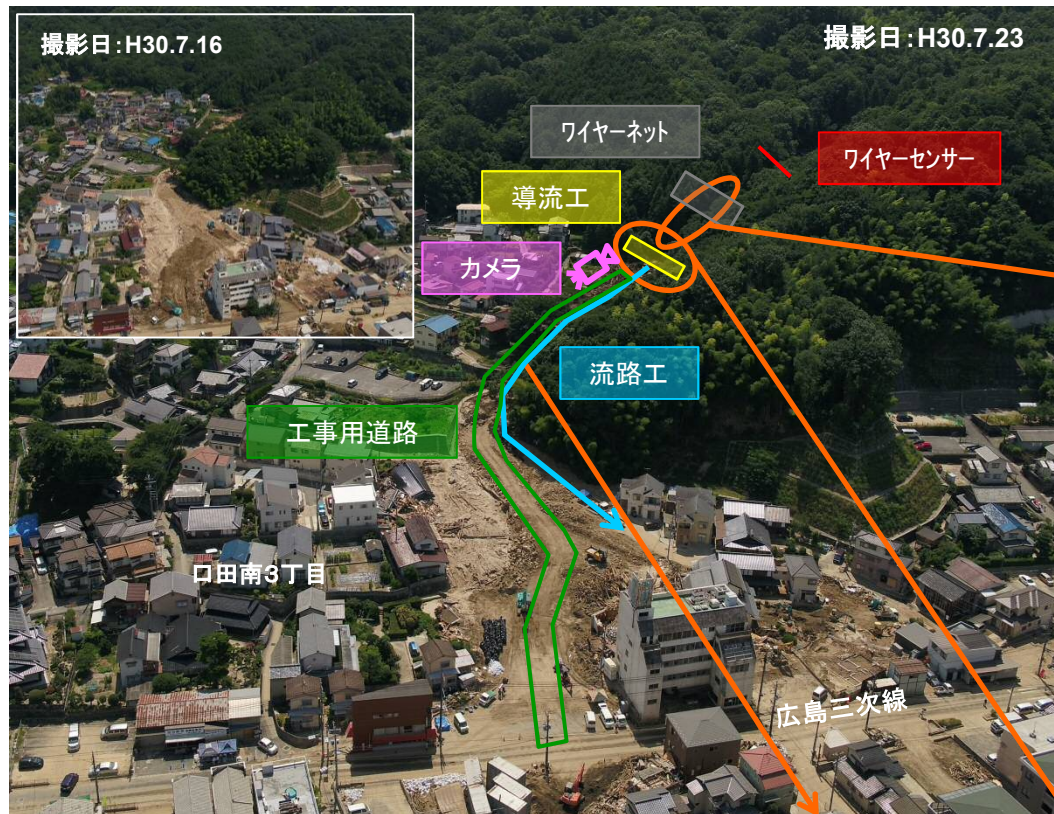 撮影日：H30.7.16
撮影日：H30.7.23
ワイヤーネット
ワイヤーセンサー
導流工
カメラ
流路工
工事用道路
口田南３丁目
広島三次線